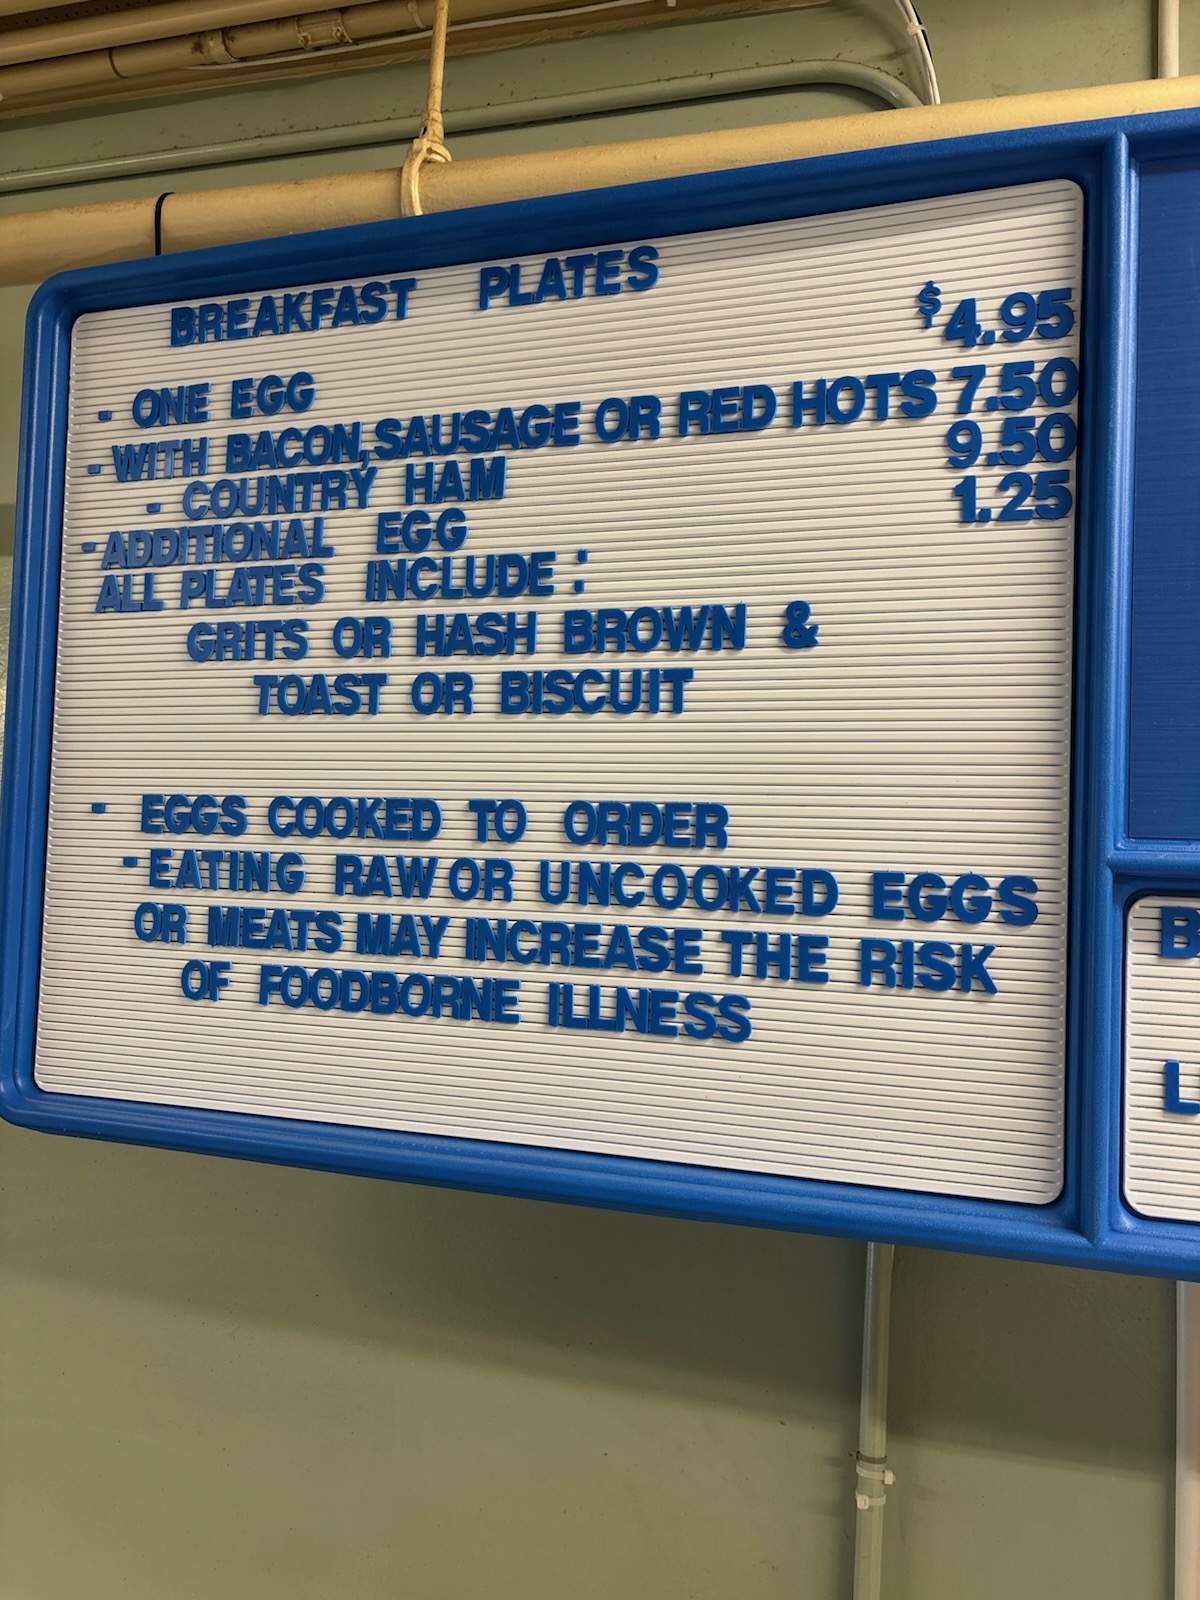 BREAKFAST PLATES
- ONE EGG $4.95
- WITH BACON, SAUSAGE OR RED HOTS 7.50
- COUNTRY HAM 9.50
- ADDITIONAL EGG 1.25
ALL PLATES INCLUDE:
GRITS OR HASH BROWN &
TOAST OR BISCUIT
- EGGS COOKED TO ORDER
- EATING RAW OR UNCOOKED EGGS
OR MEATS MAY INCREASE THE RISK
OF FOODBORNE ILLNESS
B
L